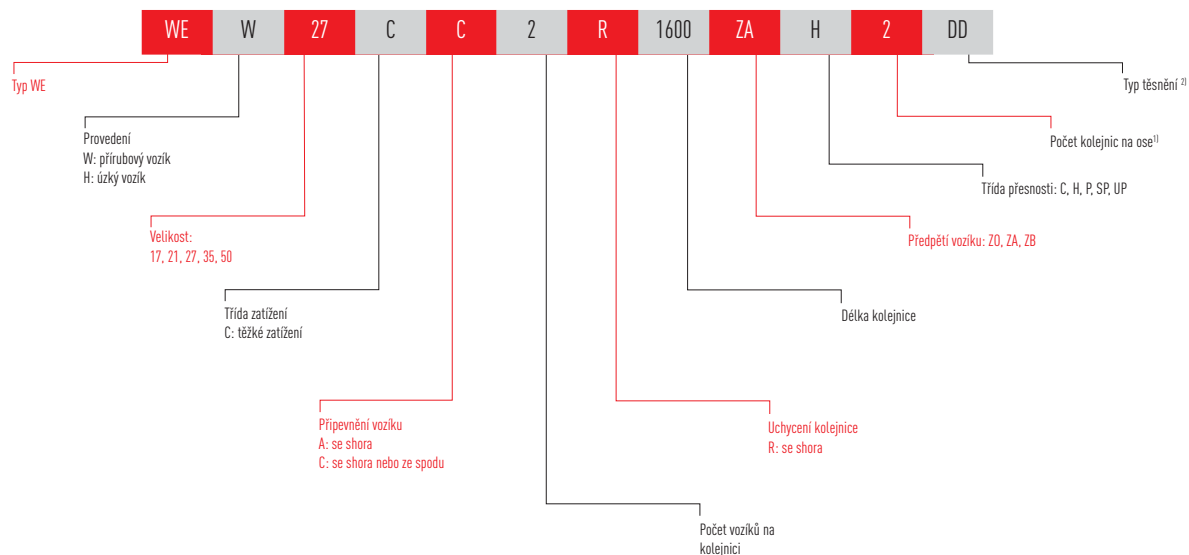 WE W 27 C C 2 R 1600 ZA H 2 DD
Typ WE
Typ těsnění 2)
Provedení
W: přírubový vozík
H: úzký vozík
Počet kolejnic na ose1)
Třída přesnosti: C, H, P, SP, UP
Velikost:
17, 21, 27, 35, 50
Předpětí vozíku: Z0, ZA, ZB
Třída zatížení
C: těžké zatížení
Délka kolejnice
Připevnění vozíku
A: se shora
C: se shora nebo ze spodu
Uchycení kolejnice
R: se shora
Počet vozíků na
kolejnici